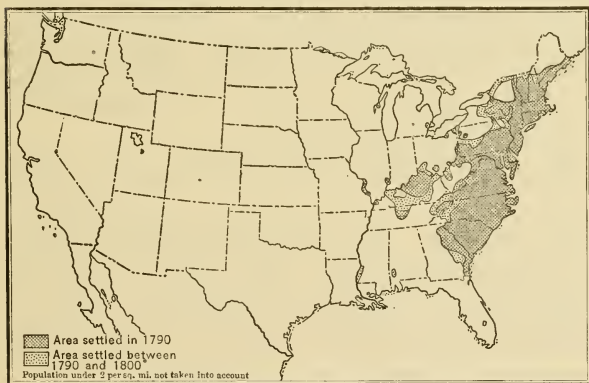 Area settled in 1790
Area settled between
1790 and 1800
Population under 2 per sq. mi. not taken into account